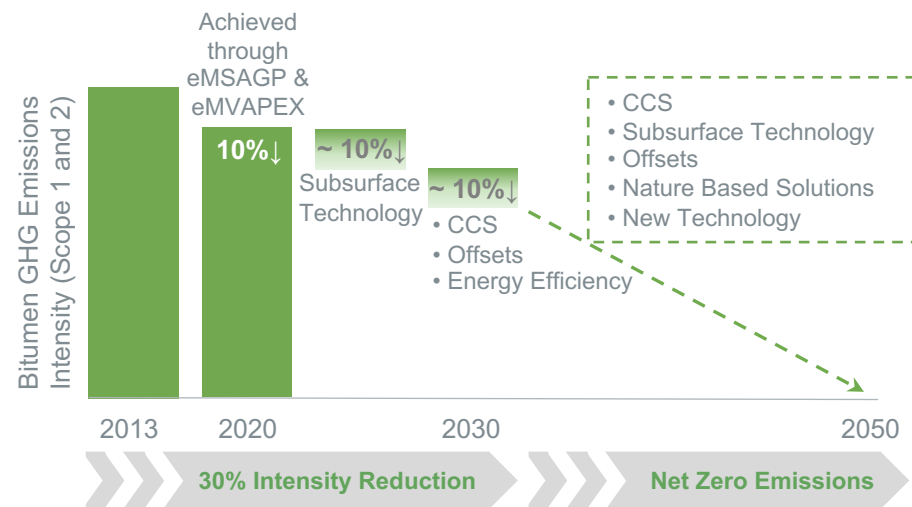 Achieved
through
eMSAGP &
eMVAPEX
Bitumen GHG Emissions
Intensity (Scope 1 and 2)
10%↓
~ 10%↓
Subsurface
Technology
~ 10%↓
• CCS
• Offsets
• Energy Efficiency
• CCS
• Subsurface Technology
• Offsets
• Nature Based Solutions
• New Technology
2013
2020
2030
2050
30% Intensity Reduction
Net Zero Emissions